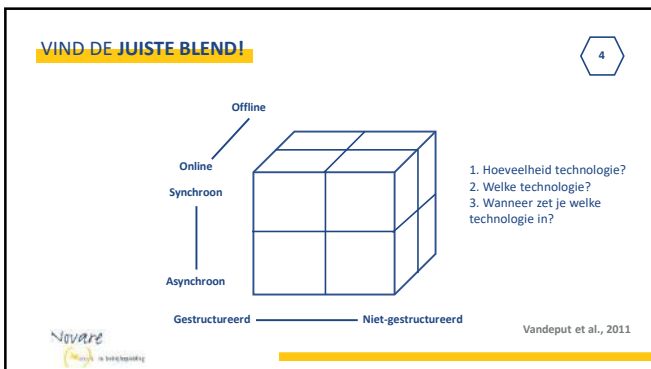 VIND DE JUISTE BLEND!
4
Offline
Online
Synchroon
Asynchroon
Gestructureerd
Niet-gestructureerd
1. Hoeveelheid technologie?
2. Welke technologie?
3. Wanneer zet je welke
technologie in?
Vandeput et al., 2011
Novare